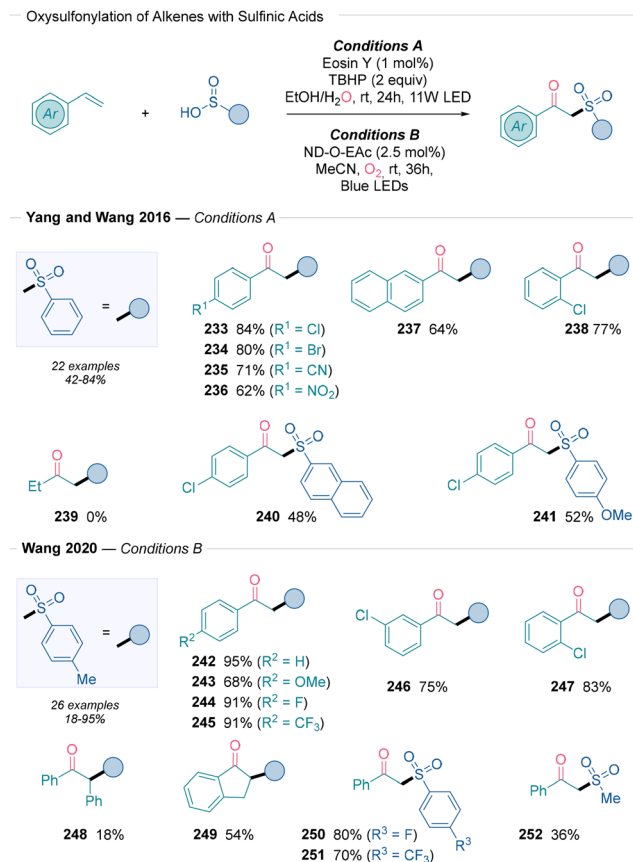 Oxysulfonylation of Alkenes with Sulfinic Acids
Ar
+
HO
S
O
Conditions A
Eosin Y (1 mol%)
TBHP (2 equiv)
EtOH/H₂O, rt, 24h, 11W LED
Conditions B
ND-O-EAc (2.5 mol%)
MeCN, O₂, rt, 36h,
Blue LEDs
Ar
O
O
S
O
Yang and Wang 2016 — Conditions A
O
S
O
=
22 examples
42-84%
O
R¹
233 84% (R¹ = Cl)
234 80% (R¹ = Br)
235 71% (R¹ = CN)
236 62% (R¹ = NO₂)
O
237 64%
O
Cl
238 77%
O
Et
239 0%
O
O
S
O
Cl
240 48%
O
O
S
O
Cl
OMe
241 52%
Wang 2020 — Conditions B
O
S
O
=
Me
26 examples
18-95%
O
R²
242 95% (R² = H)
243 68% (R² = OMe)
244 91% (R² = F)
245 91% (R² = CF₃)
O
Cl
246 75%
O
Cl
247 83%
O
Ph
Ph
248 18%
O
249 54%
O
O
S
O
Ph
R³
250 80% (R³ = F)
251 70% (R³ = CF₃)
O
O
S
O
Ph
Me
252 36%